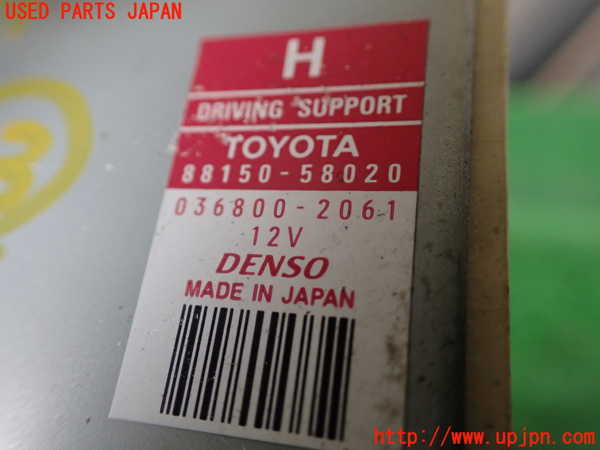 USED PARTS JAPAN
H
DRIVING SUPPORT
TOYOTA
88150-58020
036800-2061
12V
DENSO
MADE IN JAPAN
http://www.upjpn.com/